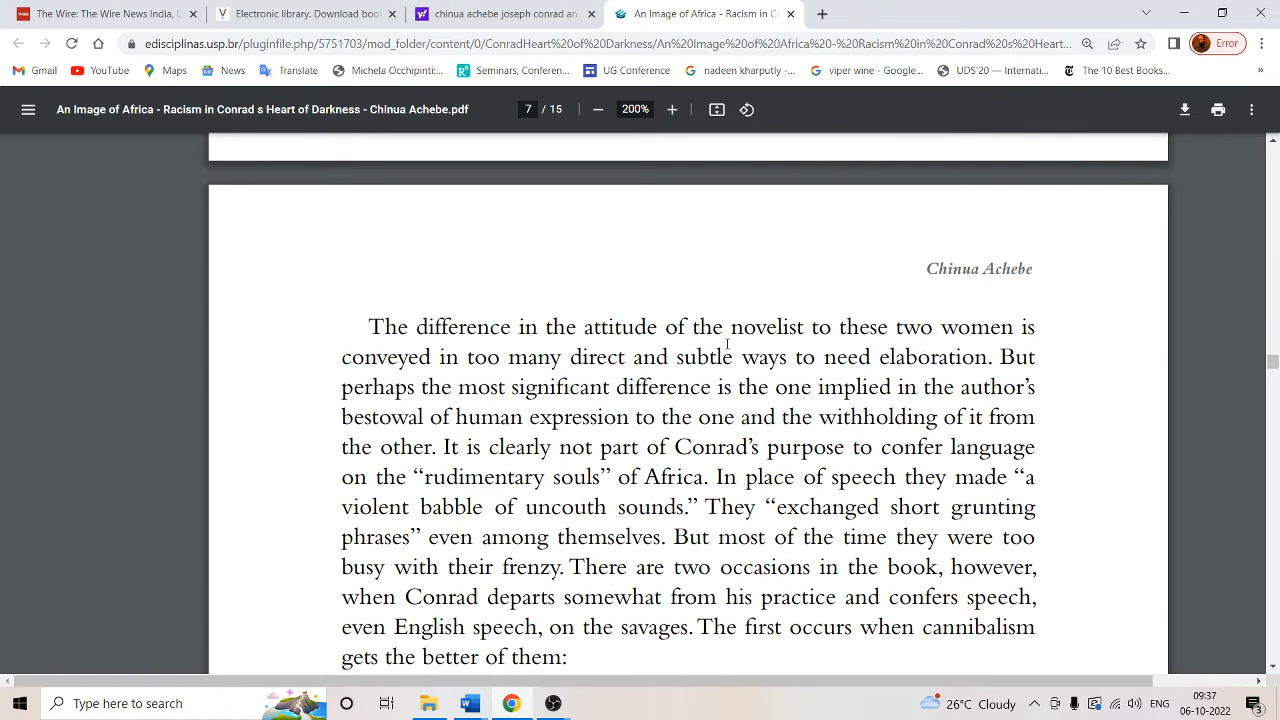 The Wire: The Wire News India, L
Electronic library. Download boo
chinua achebe joseph conrad an
An Image of Africa - Racism in Co
edisciplinas.usp.br/pluginfile.php/5751703/mod_folder/content/0/Conrad%20Heart%20of%20Darkness/An%20Image%20of%20Africa%20-%20Racism%20in%20Conrad%20s%20Heart...
Error
Gmail
YouTube
Maps
News
Translate
Michela Occhipinti...
Seminars, Conferen...
UG Conference
nadeen kharputly -...
viper wine - Google...
UDS'20 — Internati...
The 10 Best Books...
»
An Image of Africa - Racism in Conrad s Heart of Darkness - Chinua Achebe.pdf
7 / 15
200%
Chinua Achebe
The difference in the attitude of the novelist to these two women is
conveyed in too many direct and subtle ways to need elaboration. But
perhaps the most significant difference is the one implied in the author's
bestowal of human expression to the one and the withholding of it from
the other. It is clearly not part of Conrad's purpose to confer language
on the “rudimentary souls” of Africa. In place of speech they made “a
violent babble of uncouth sounds.” They “exchanged short grunting
phrases” even among themselves. But most of the time they were too
busy with their frenzy. There are two occasions in the book, however,
when Conrad departs somewhat from his practice and confers speech,
even English speech, on the savages. The first occurs when cannibalism
gets the better of them:
Type here to search
26°C Cloudy
ENG
09:37
06-10-2022
3